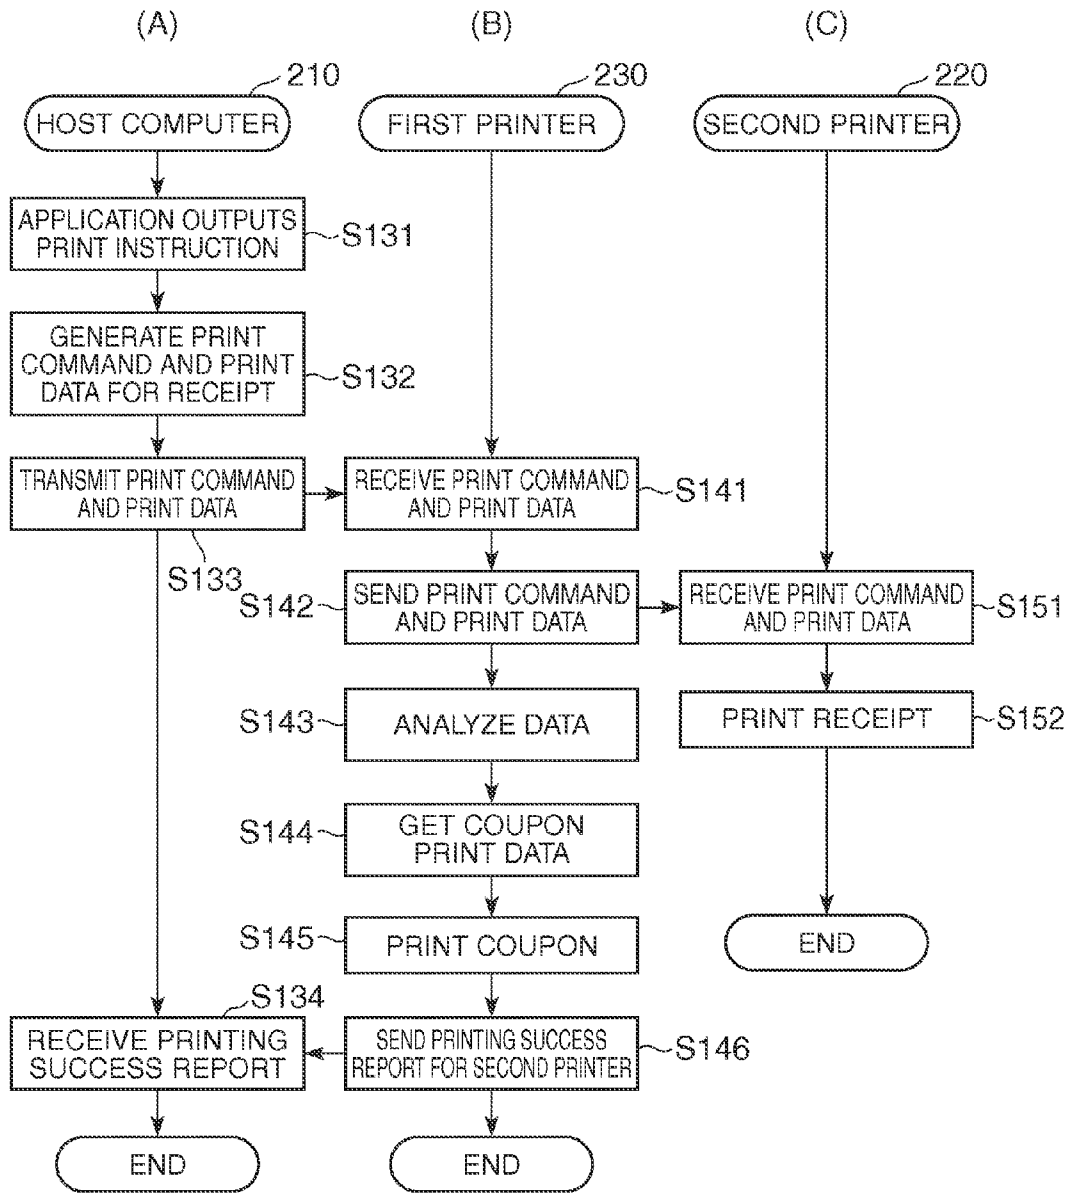 (A)
(B)
(C)
210
230
220
HOST COMPUTER
FIRST PRINTER
SECOND PRINTER
APPLICATION OUTPUTS
PRINT INSTRUCTION
S131
GENERATE PRINT
COMMAND AND PRINT
DATA FOR RECEIPT
S132
TRANSMIT PRINT COMMAND
AND PRINT DATA
S133
RECEIVE PRINT COMMAND
AND PRINT DATA
S141
S142
SEND PRINT COMMAND
AND PRINT DATA
RECEIVE PRINT COMMAND
AND PRINT DATA
S151
S143
ANALYZE DATA
PRINT RECEIPT
S152
S144
GET COUPON
PRINT DATA
S145
PRINT COUPON
END
S134
RECEIVE PRINTING
SUCCESS REPORT
SEND PRINTING SUCCESS
REPORT FOR SECOND PRINTER
S146
END
END